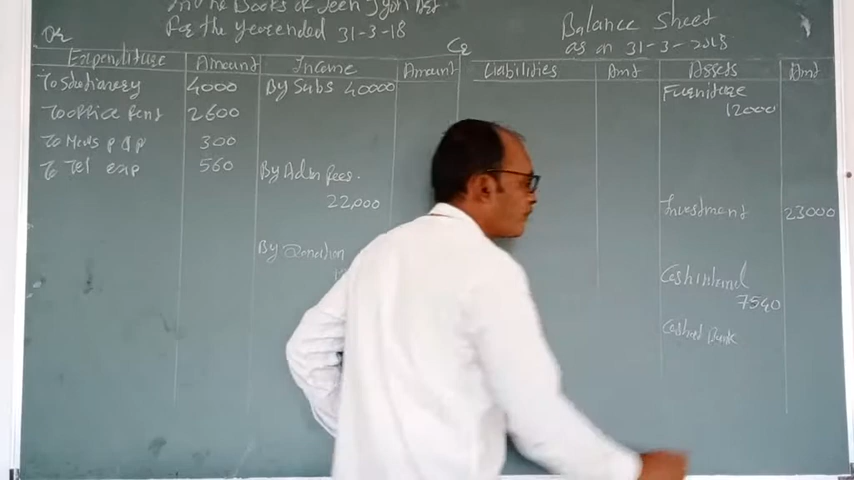 In the Books of Jeen Jyoti
For the year ended 31-3-18
Dr Cr
Expenditure Amount Income Amount
To Stationery 4000 By Subs 40000
To office Rent 2600
To News p 300
To Tel exp 560 By Adm fees.
22,000
By Donation
Balance Sheet
as on 31-3-2018
Liabilities Amt Assets Amt
Furniture
12000
Investment 23000
Cash in hand
7540
Cash at Bank